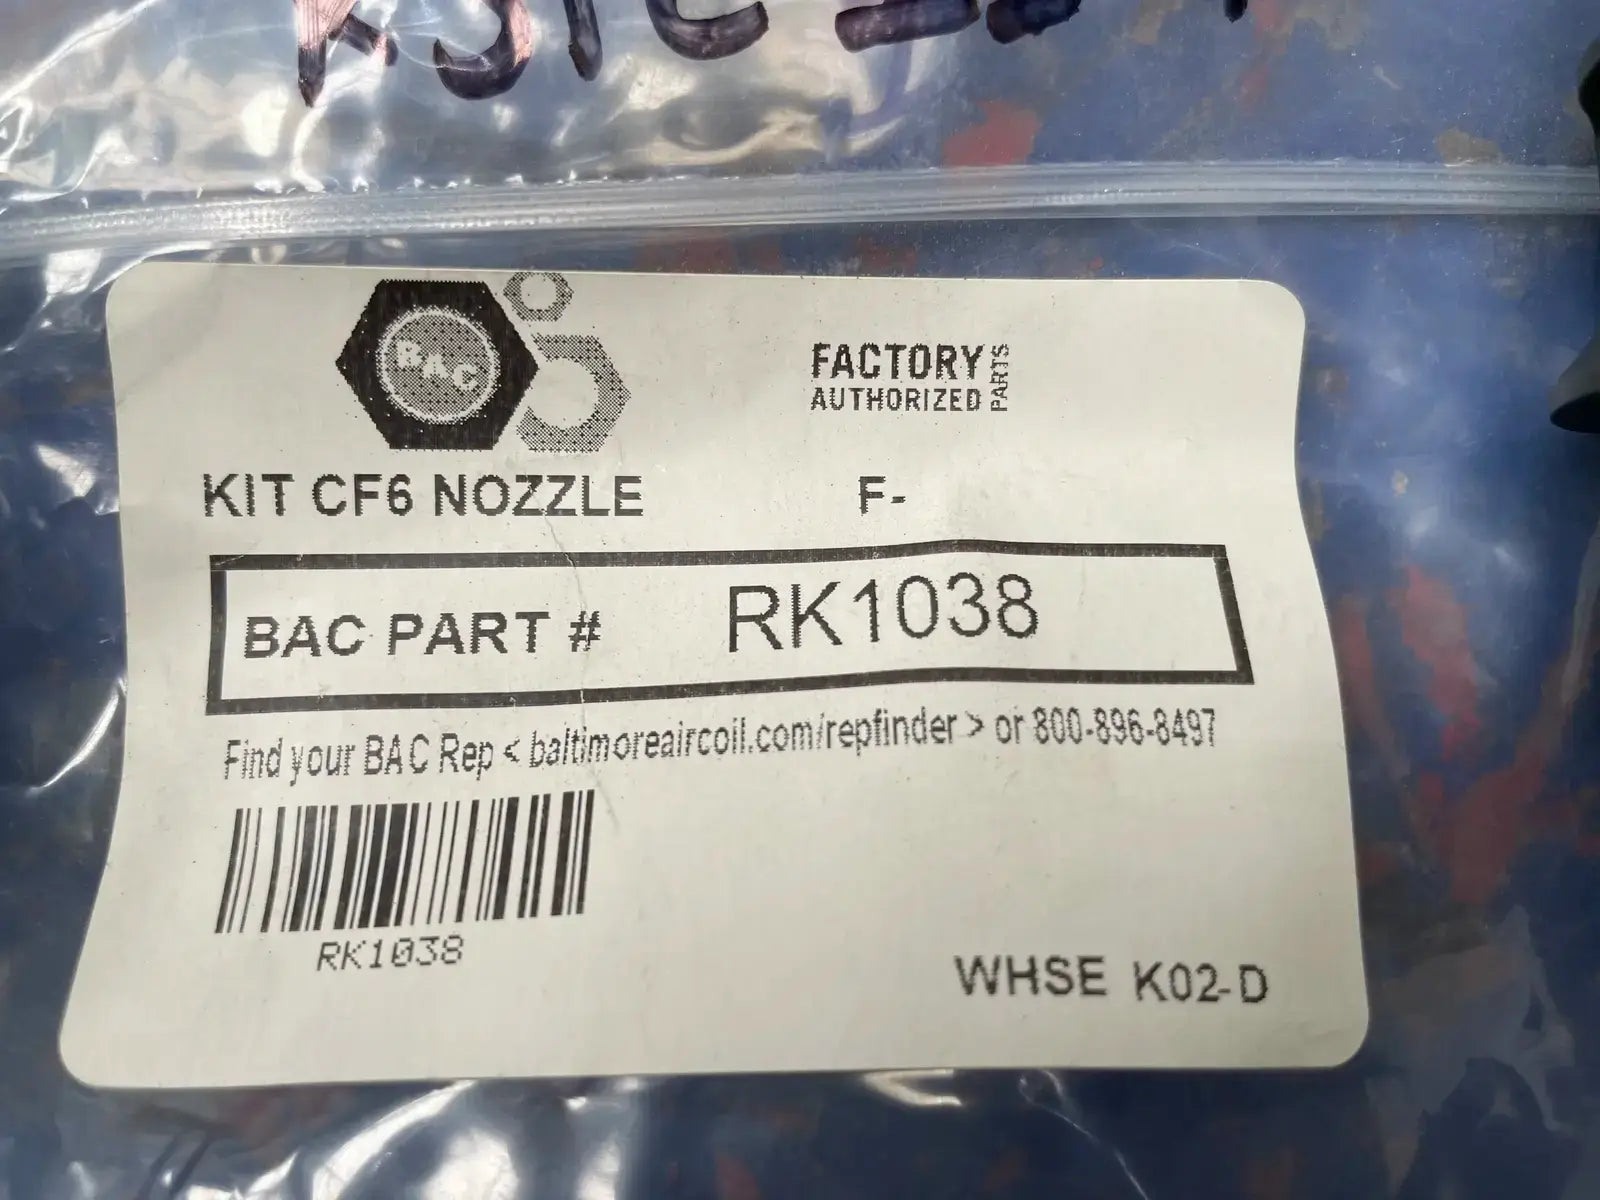 BAC
FACTORY
AUTHORIZED
PARTS
KIT CF6 NOZZLE F-
BAC PART # RK1038
Find your BAC Rep < baltimoreaircoil.com/repfinder > or 800-896-8497
RK1038
WHSE K02-D